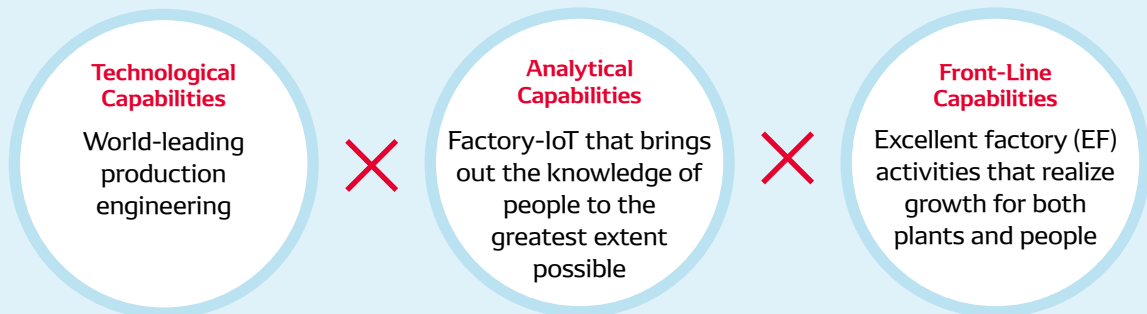 Technological
Capabilities
World-leading
production
engineering
×
Analytical
Capabilities
Factory-IoT that brings
out the knowledge of
people to the
greatest extent
possible
×
Front-Line
Capabilities
Excellent factory (EF)
activities that realize
growth for both
plants and people